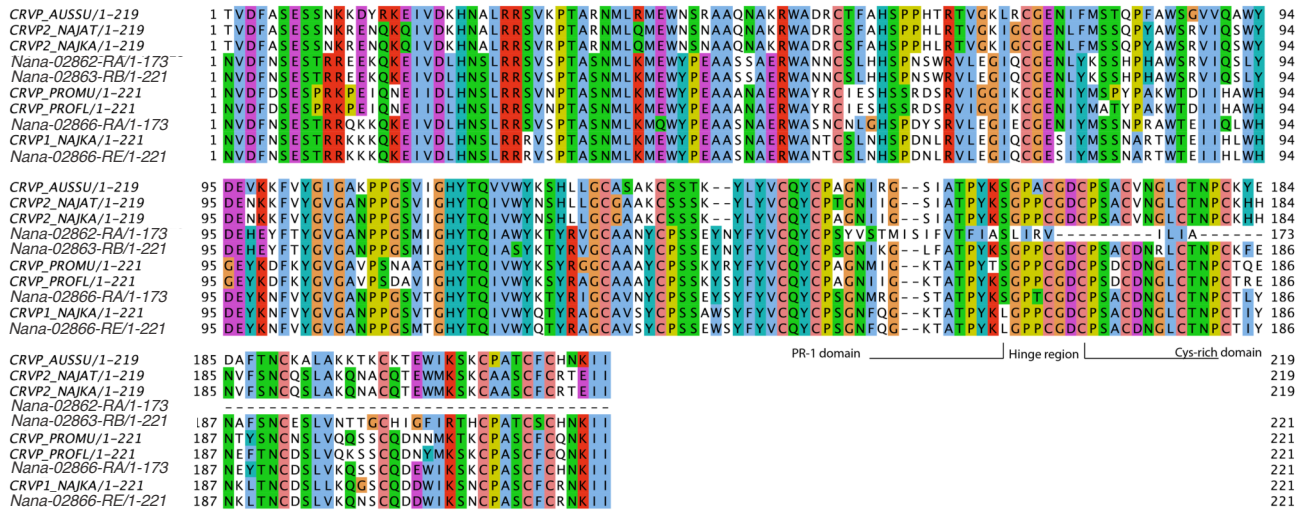 CRVP_AUSSU/1-219 1 TVDFASESSNKKDYRKEIVDKHNALRRSVKPTARNMLRMEWNSRAAQNAKRWADRCTFAHSPPHTRTVGKLRCGENIFMSTQPFAWSGVVQAWY 94
CRVP2_NAJAT/1-219 1 TVDFASESSNKRENQKQIVDKHNALRRSVRPTARNMLQMEWNSNAAQNAKRWADRCSFAHSPPHLRTVGKIGCGENLFMSSQPYAWSRVIQSWY 94
CRVP2_NAJKA/1-219 1 TVDFASESSNKRENQKQIVDKHNALRRSVRPTARNMLQMEWNSNAAQNAKRWADRCSFAHSPPHLRTVGKIGCGENLFMSSQPYAWSRVIQSWY 94
Nana-02862-RA/1-173 1 NVDFNSESTRREEKQKEIVDLHNSLRRSVSPTASNMLKMEWYPEAASSAERWANTCSLHHSPNSWRVLEGIQCGENLYKSSHPHAWSRVIQSLY 94
Nana-02863-RB/1-221 1 NVDFNSESTRREEKQKEIVDLHNSLRRSVSPTASNMLKMEWYPEAASSAERWANTCSLHHSPNSWRVLEGIQCGENLYKSSHPHAWSRVIQSLY 94
CRVP_PROMU/1-221 1 NVDFDSESPRKPEIQNEIIDLHNSLRRSVNPTASNMLKMEWYPEAAANAERWAYRCIESHSSRDSRVIGGIKCGENIYMSPYPAKWTDIIHAWH 94
CRVP_PROFL/1-221 1 NVDFDSESPRKPEIQNEIIDLHNSLRRSVNPTASNMLKMEWYPEAAANAERWAYRCIESHSPRDSRVIGGIKCGENIYMATYPAKWTEIIHAWH 94
Nana-02866-RA/1-173 1 NVDFNSESTRRQKKQKEIVDLHNSLRRSVSPTASNMLKMQWYPEAASNAERWASNCNLGHSPDYSRVLEGIECGENIYMSSNPRAWTEIIQLWH 94
CRVP1_NAJKA/1-221 1 NVDFNSESTRRKKKQKEIVDLHNSLRRRVSPTASNMLKMEWYPEAASNAERWANTCSLNHSPDNLRVLEGIQCGESIYMSSNARTWTEIIHLWH 94
Nana-02866-RE/1-221 1 NVDFNSESTRRKKKQKEIVDLHNSLRRRVSPTASNMLKMEWYPEAASNAERWANTCSLNHSPDNLRVLEGIQCGESIYMSSNARTWTEIIHLWH 94
CRVP_AUSSU/1-219 95 DEVKKFVYGIGAKPPGSVIGHYTQVVWYKSHLLGCASAKCSSTK--YLYVCQYCPAGNIRG--SIATPYKSGPACGDCPSACVNGLCTNPCKYE 184
CRVP2_NAJAT/1-219 95 DENKKFVYGVGANPPGSVIGHYTQIVWYNSHLLGCGAAKCSSTK--YLYVCQYCPTGNIIG--SIATPYKSGPPCGDCPSACVNGLCTNPCKHH 184
CRVP2_NAJKA/1-219 95 DENKKFVYGVGANPPGSVIGHYTQIVWYNSHLLGCGAAKCSSTK--YLYVCQYCPAGNIIG--SIATPYKSGPPCGDCPSACVNGLCTNPCKHH 184
Nana-02862-RA/1-173 95 DEHEYFTYGVGANPPGSMIGHYTQIAWYKTYRVGCAANYCPSSEYNYFYVCQYCPSYVSTMISIFVTFIASLIRV------ILIA------ 173
Nana-02863-RB/1-221 95 DEHEYFTYGVGANPPGSMIGHYTQIASYKTYRVGCAANYCPSSEYNYFYVCQYCPSGNIKG--LFATPYKSGPPCGDCPSACDNRLCTNPCKFE 186
CRVP_PROMU/1-221 95 GEYKDFKYGVGAVPSNAATGHYTQIVWYKSYRGGCAAAYCPSSKYRYFYVCQYCPAGNMIG--KTATPYTSGPPCGDCPSDCDNGLCTNPCTQE 186
CRVP_PROFL/1-221 95 GEYKDFKYGVGAVPSDAVIGHYTQIVWYKSYRAGCAAAYCPSSKYSYFYVCQYCPAGNIIG--KTATPYKSGPPCGDCPSDCDNGLCTNPCTRE 186
Nana-02866-RA/1-173 95 DEYKNFVYGVGANPPGSVTGHYTQIVWYKTYRIGCAVNYCPSSEYSYFYVCQYCPSGNMRG--STATPYKSGPTCGDCPSACDNGLCTNPCTLY 186
CRVP1_NAJKA/1-221 95 DEYKNFVYGVGANPPGSVTGHYTQIVWYQTYRAGCAVSYCPSSAWSYFYVCQYCPSGNFQG--KTATPYKLGPPCGDCPSACDNGLCTNPCTIY 186
Nana-02866-RE/1-221 95 DEYKNFVYGVGANPPGSMTGHYTQIVWYQTYRAGCAVSYCPSSEWSYFYVCQYCPSGNFQG--KTATPYKLGPPCGDCPSACDNGLCTNPCTIY 186
PR-1 domain Hinge region Cys-rich domain
CRVP_AUSSU/1-219 185 DAFTNCKALAKKTKCKTEWIKSKCPATCFCHNKII 219
CRVP2_NAJAT/1-219 185 NVFSNCQSLAKQNACQTEWMKSKCAASCFCRTEII 219
CRVP2_NAJKA/1-219 185 NVFSNCQSLAKQNACQTEWMKSKCAASCFCRTEII 219
Nana-02862-RA/1-173 -----------------------------------
Nana-02863-RB/1-221 187 NAFSNCESLVNTTGCHIGFIRTHCPATCSCHNKII 221
CRVP_PROMU/1-221 187 NTYSNCNSLVQQSSCQDNNMKTKCPASCFCQNKII 221
CRVP_PROFL/1-221 187 NEFTNCDSLVQKSSCQDNYMKSKCPASCFCQNKII 221
Nana-02866-RA/1-173 187 NEYTNCDSLVKQSSCQDEWIKSKCPASCFCHNKII 221
CRVP1_NAJKA/1-221 187 NKLTNCDSLLKQGSCQDDWIKSNCPASCFCRNKII 221
Nana-02866-RE/1-221 187 NKLTNCDSLVKQNSCQDDWIKSKCPASCFCRNKII 221